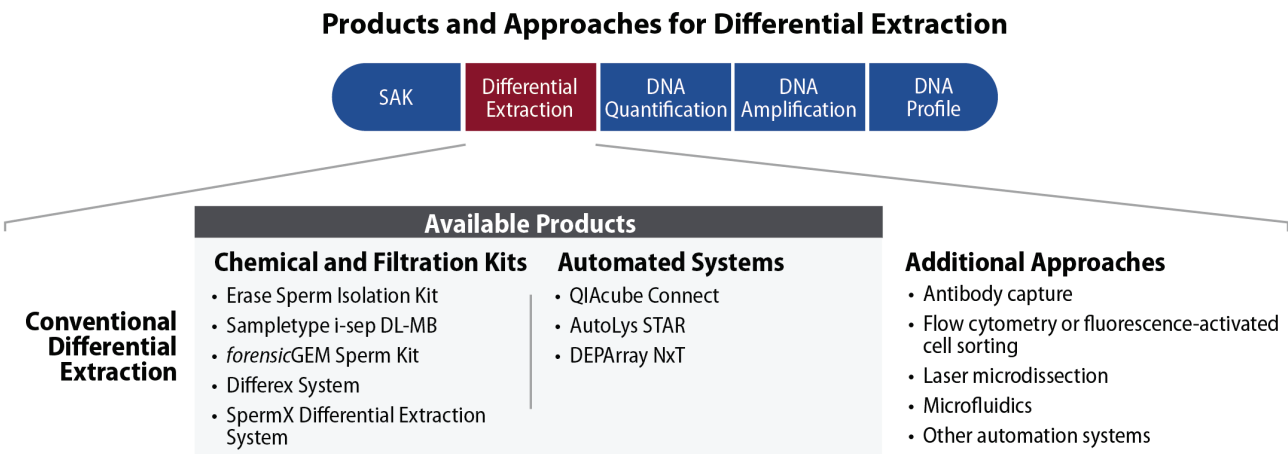 Products and Approaches for Differential Extraction
SAK
Differential
Extraction
DNA
Quantification
DNA
Amplification
DNA
Profile
Conventional
Differential
Extraction
Available Products
Chemical and Filtration Kits
• Erase Sperm Isolation Kit
• Sampletype i-sep DL-MB
• forensicGEM Sperm Kit
• Differex System
• SpermX Differential Extraction
System
Automated Systems
• QIAcube Connect
• AutoLys STAR
• DEPArray NxT
Additional Approaches
• Antibody capture
• Flow cytometry or fluorescence-activated
cell sorting
• Laser microdissection
• Microfluidics
• Other automation systems